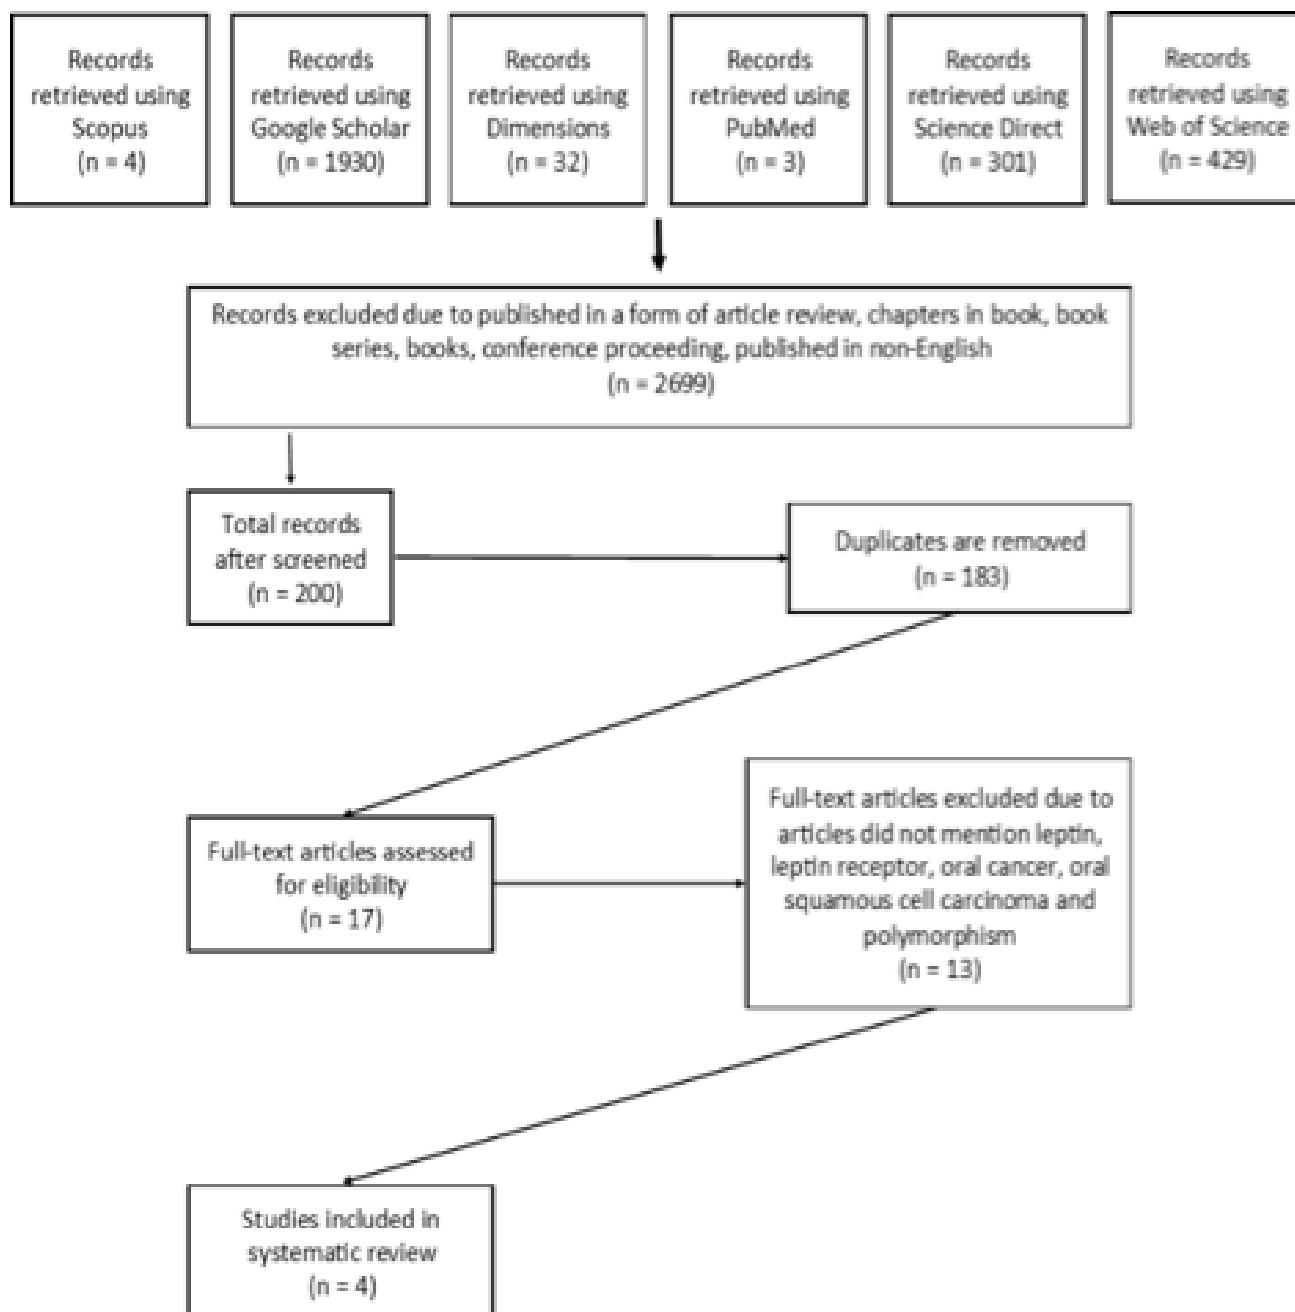 Records
retrieved using
Scopus
(n = 4)
Records
retrieved using
Google Scholar
(n = 1930)
Records
retrieved using
Dimensions
(n = 32)
Records
retrieved using
PubMed
(n = 3)
Records
retrieved using
Science Direct
(n = 301)
Records
retrieved using
Web of Science
(n = 429)
Records excluded due to published in a form of article review, chapters in book, book
series, books, conference proceeding, published in non-English
(n = 2699)
Total records
after screened
(n = 200)
Duplicates are removed
(n = 183)
Full-text articles assessed
for eligibility
(n = 17)
Full-text articles excluded due to
articles did not mention leptin,
leptin receptor, oral cancer, oral
squamous cell carcinoma and
polymorphism
(n = 13)
Studies included in
systematic review
(n = 4)